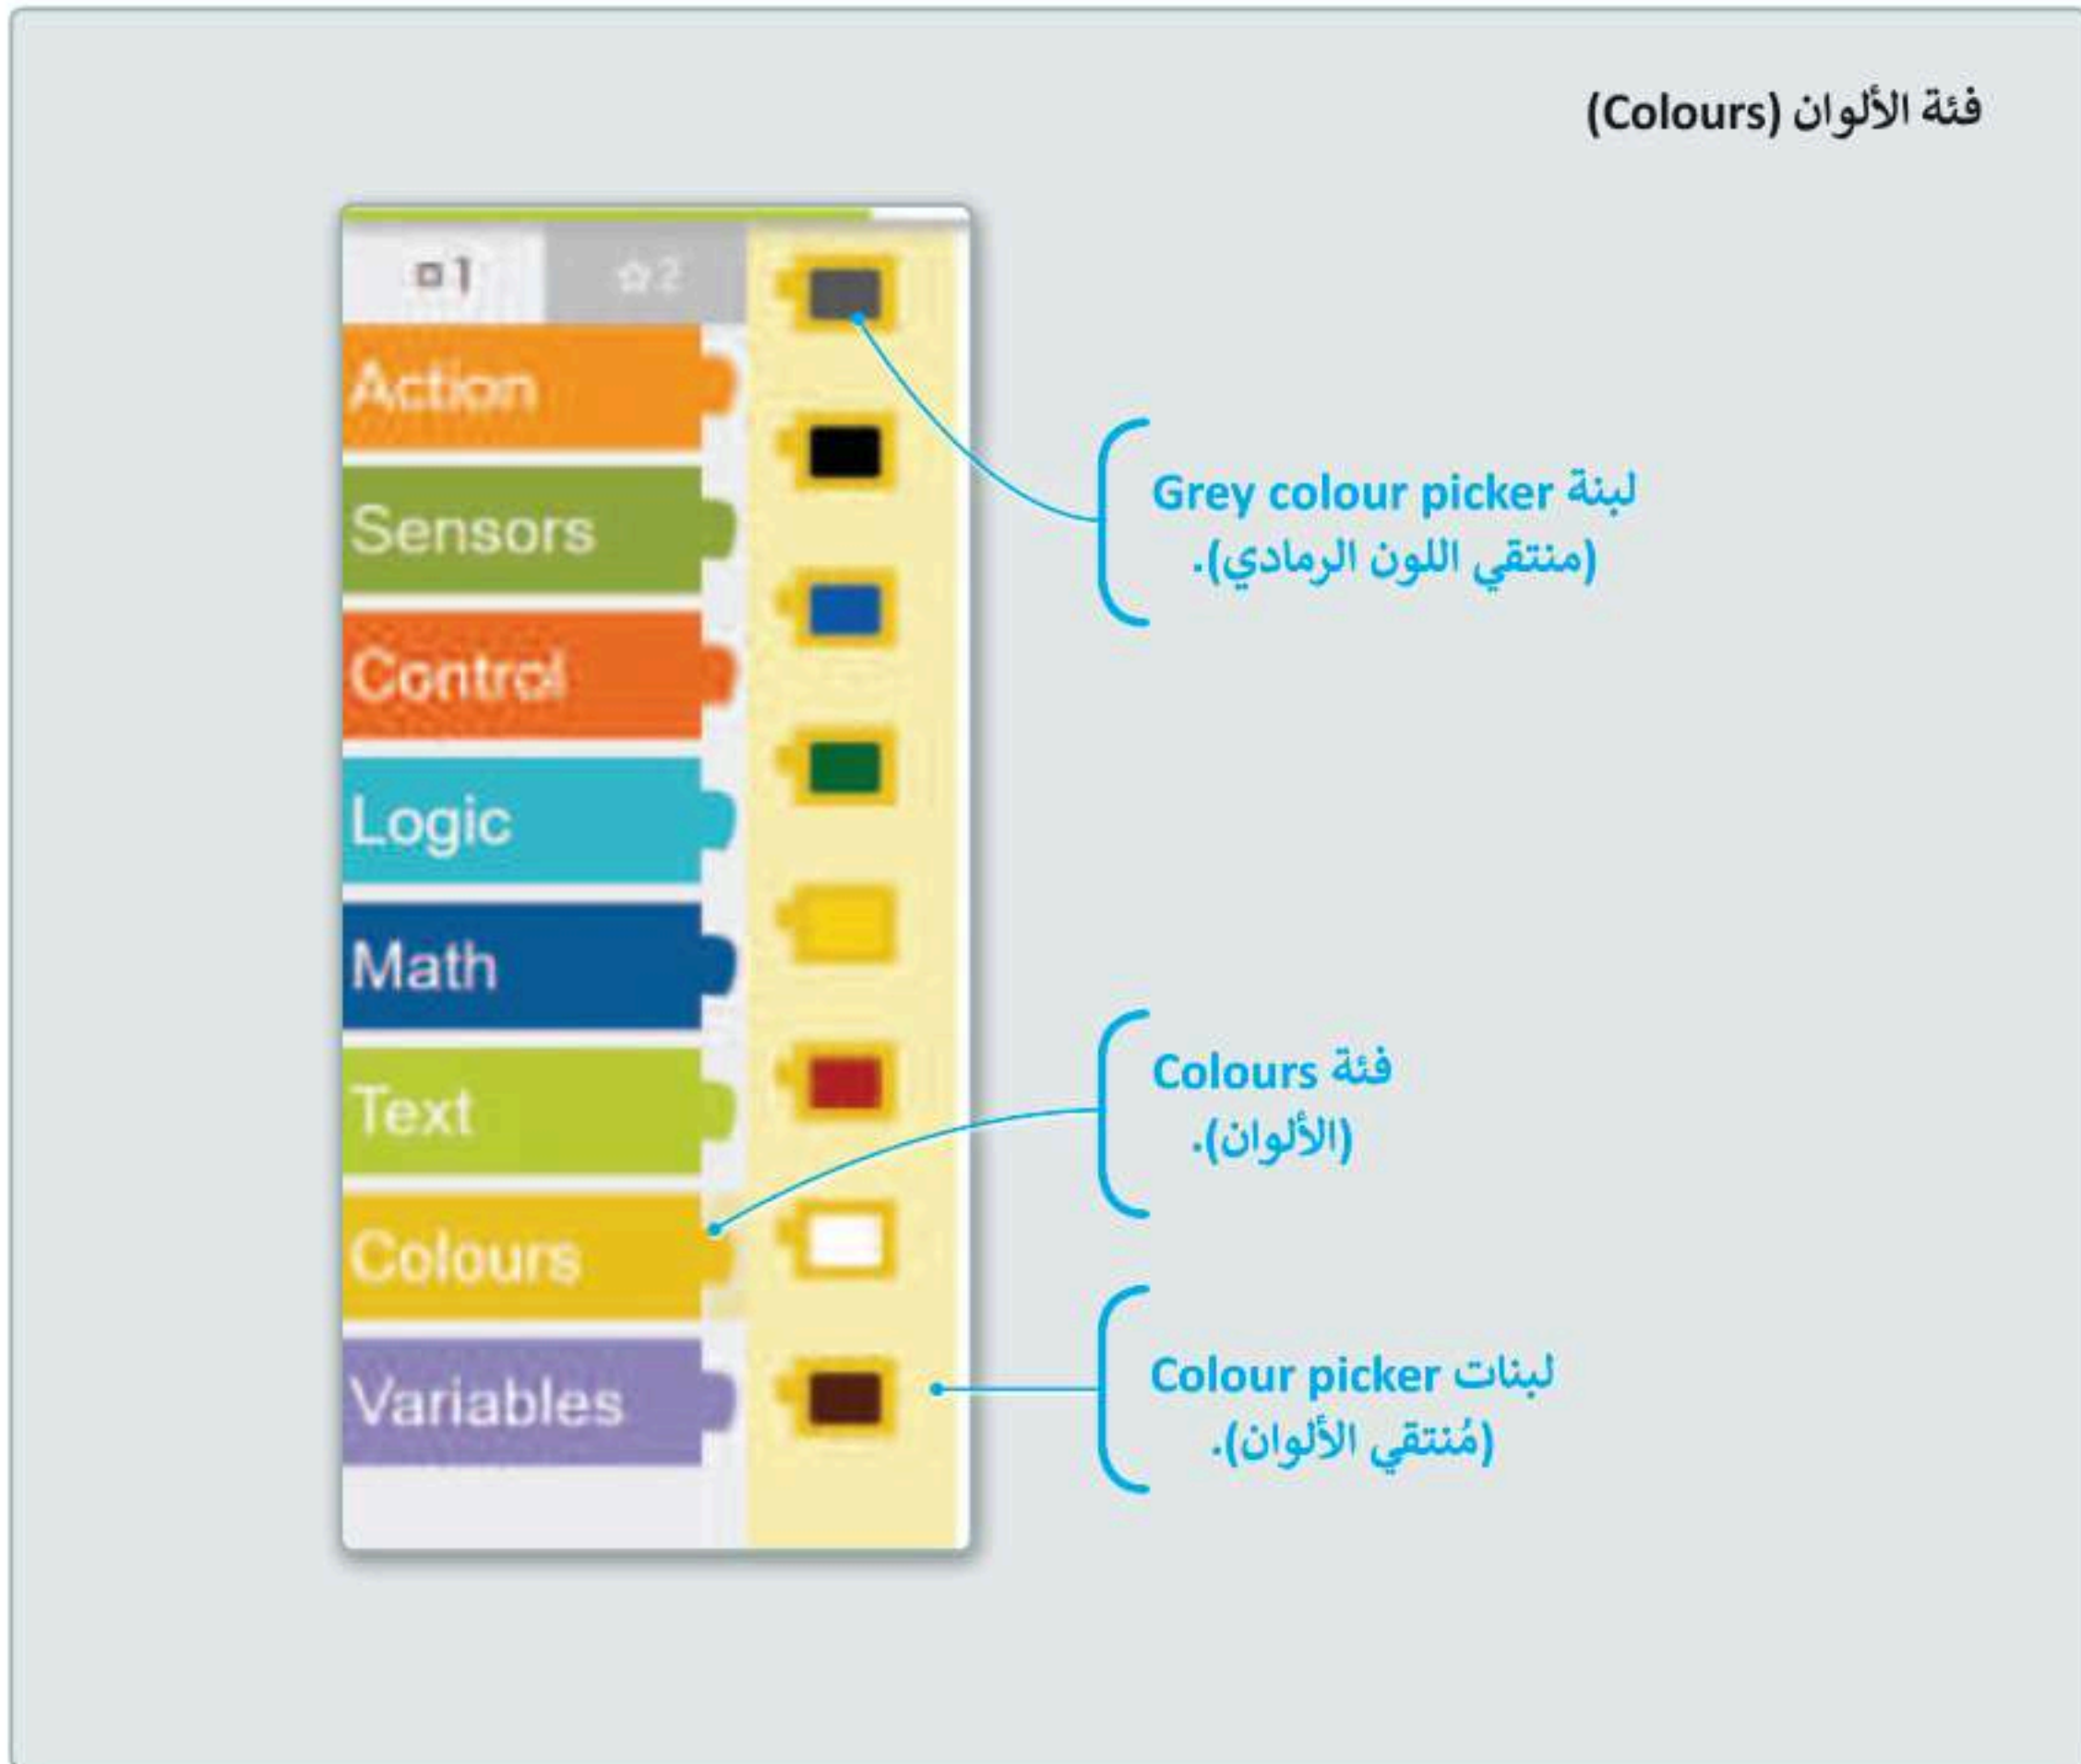 فئة الألوان (Colours)
1
2
Action
Sensors
Control
Logic
Math
Text
Colours
Variables
لبنة Grey colour picker
(منتقي اللون الرمادي).
فئة Colours
(الألوان).
لبنات Colour picker
(مُنتقي الألوان).